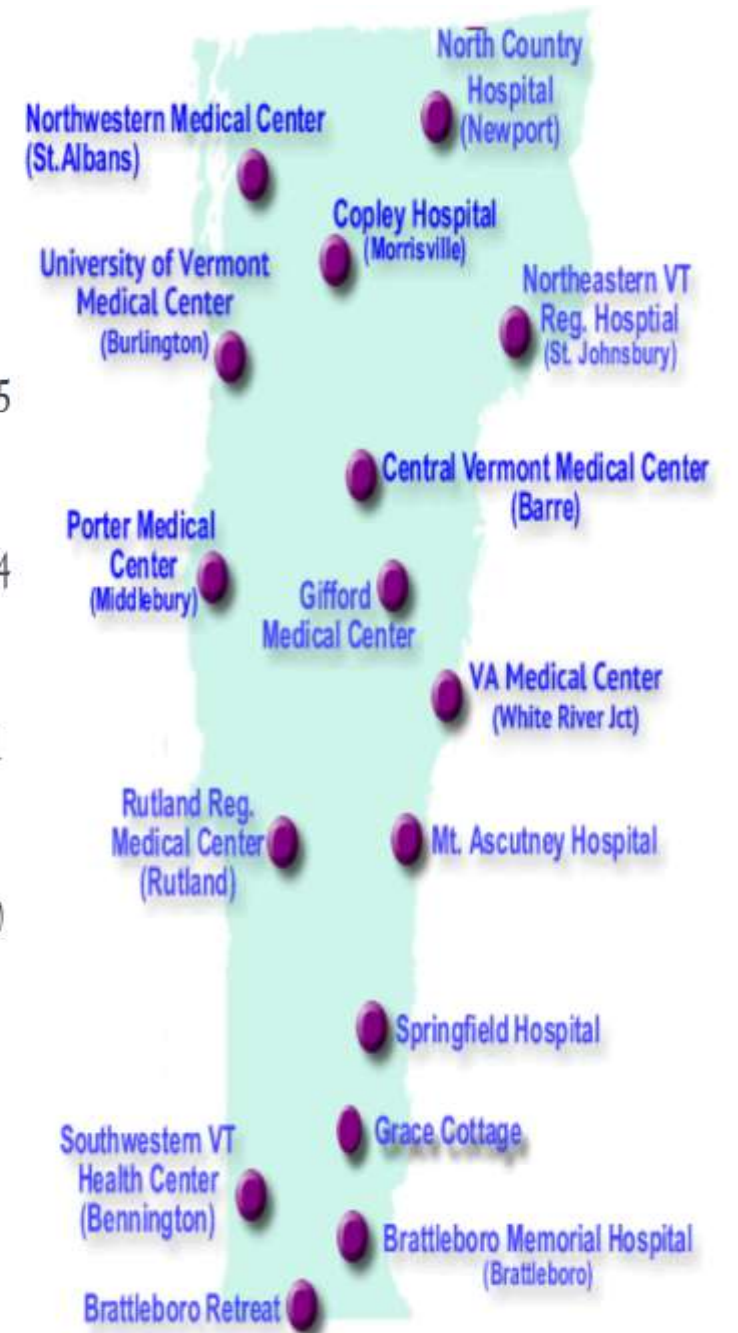 North Country
Hospital
(Newport)
Northwestern Medical Center
(St.Albans)
Copley Hospital
(Morrisville)
University of Vermont
Medical Center
(Burlington)
Northeastern VT
Reg. Hosptial
(St. Johnsbury)
5
Central Vermont Medical Center
(Barre)
Porter Medical
Center
(Middlebury)
4
Gifford
Medical Center
VA Medical Center
(White River Jct)
Rutland Reg.
Medical Center
(Rutland)
Mt. Ascutney Hospital
)
Springfield Hospital
Grace Cottage
Southwestern VT
Health Center
(Bennington)
Brattleboro Memorial Hospital
(Brattleboro)
Brattleboro Retreat